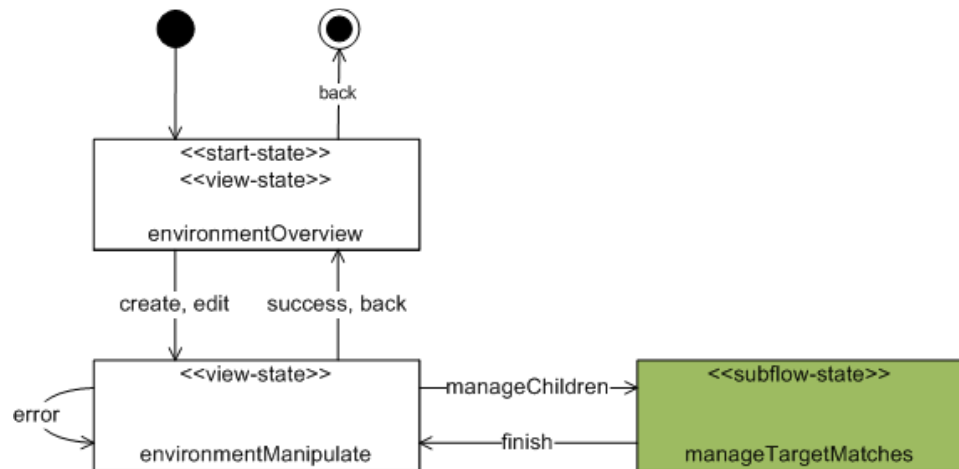 back
<<start-state>>
<<view-state>>
environmentOverview
create, edit
success, back
<<view-state>>
environmentManipulate
error
manageChildren
finish
<<subflow-state>>
manageTargetMatches